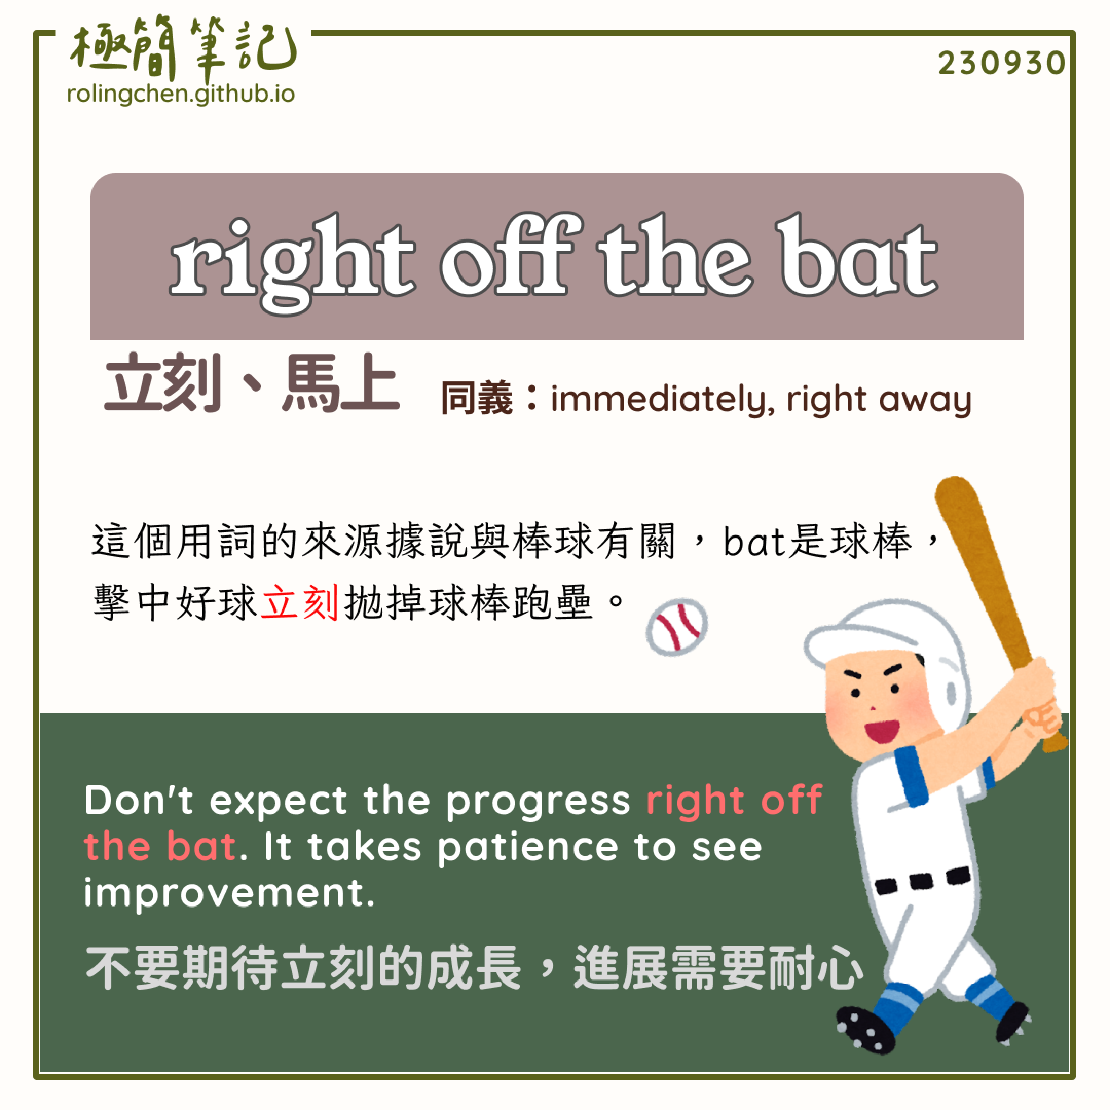 極簡筆記
rolingchen.github.io
230930
right off the bat
立刻、馬上
同義：immediately, right away
這個用詞的來源據說與棒球有關，bat是球棒，
擊中好球立刻拋掉球棒跑壘。
Don't expect the progress right off
the bat. It takes patience to see
improvement.
不要期待立刻的成長，進展需要耐心